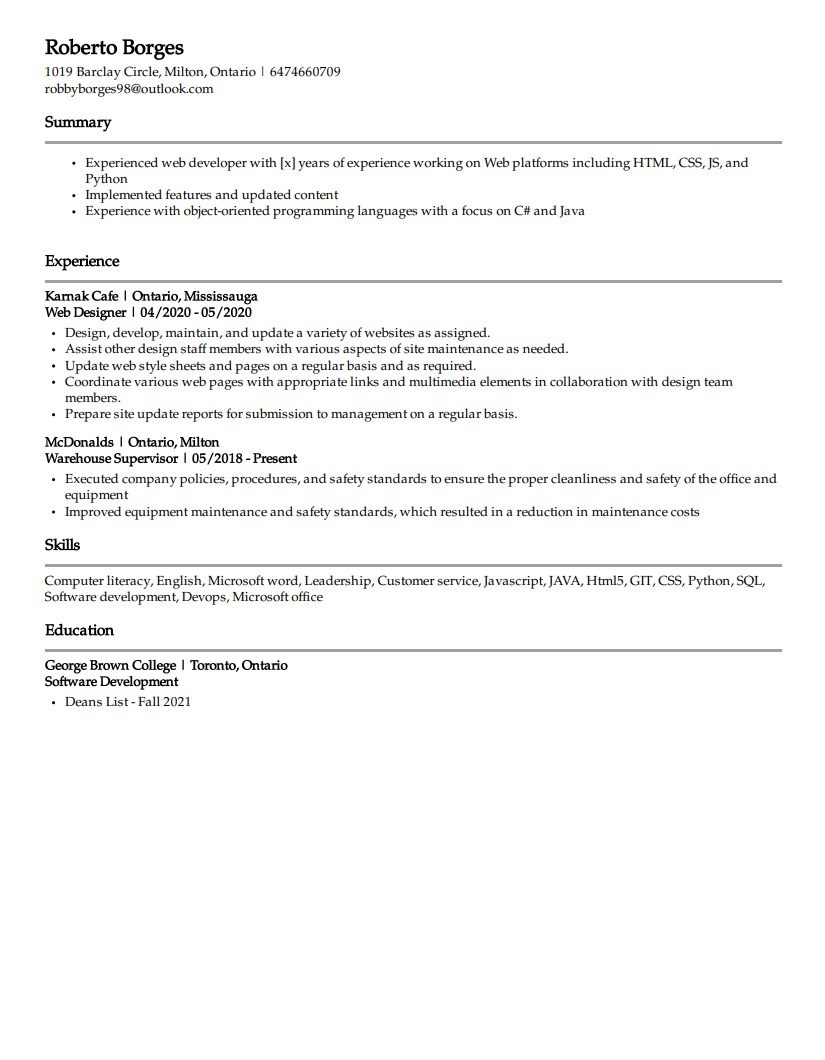 Roberto Borges
1019 Barclay Circle, Milton, Ontario | 6474660709
robbyborges98@outlook.com
Summary
• Experienced web developer with [x] years of experience working on Web platforms including HTML, CSS, JS, and
Python
• Implemented features and updated content
• Experience with object-oriented programming languages with a focus on C# and Java
Experience
Karnak Cafe | Ontario, Mississauga
Web Designer | 04/2020 - 05/2020
• Design, develop, maintain, and update a variety of websites as assigned.
• Assist other design staff members with various aspects of site maintenance as needed.
• Update web style sheets and pages on a regular basis and as required.
• Coordinate various web pages with appropriate links and multimedia elements in collaboration with design team
members.
• Prepare site update reports for submission to management on a regular basis.
McDonalds | Ontario, Milton
Warehouse Supervisor | 05/2018 - Present
• Executed company policies, procedures, and safety standards to ensure the proper cleanliness and safety of the office and
equipment
• Improved equipment maintenance and safety standards, which resulted in a reduction in maintenance costs
Skills
Computer literacy, English, Microsoft word, Leadership, Customer service, Javascript, JAVA, Html5, GIT, CSS, Python, SQL,
Software development, Devops, Microsoft office
Education
George Brown College | Toronto, Ontario
Software Development
• Deans List - Fall 2021